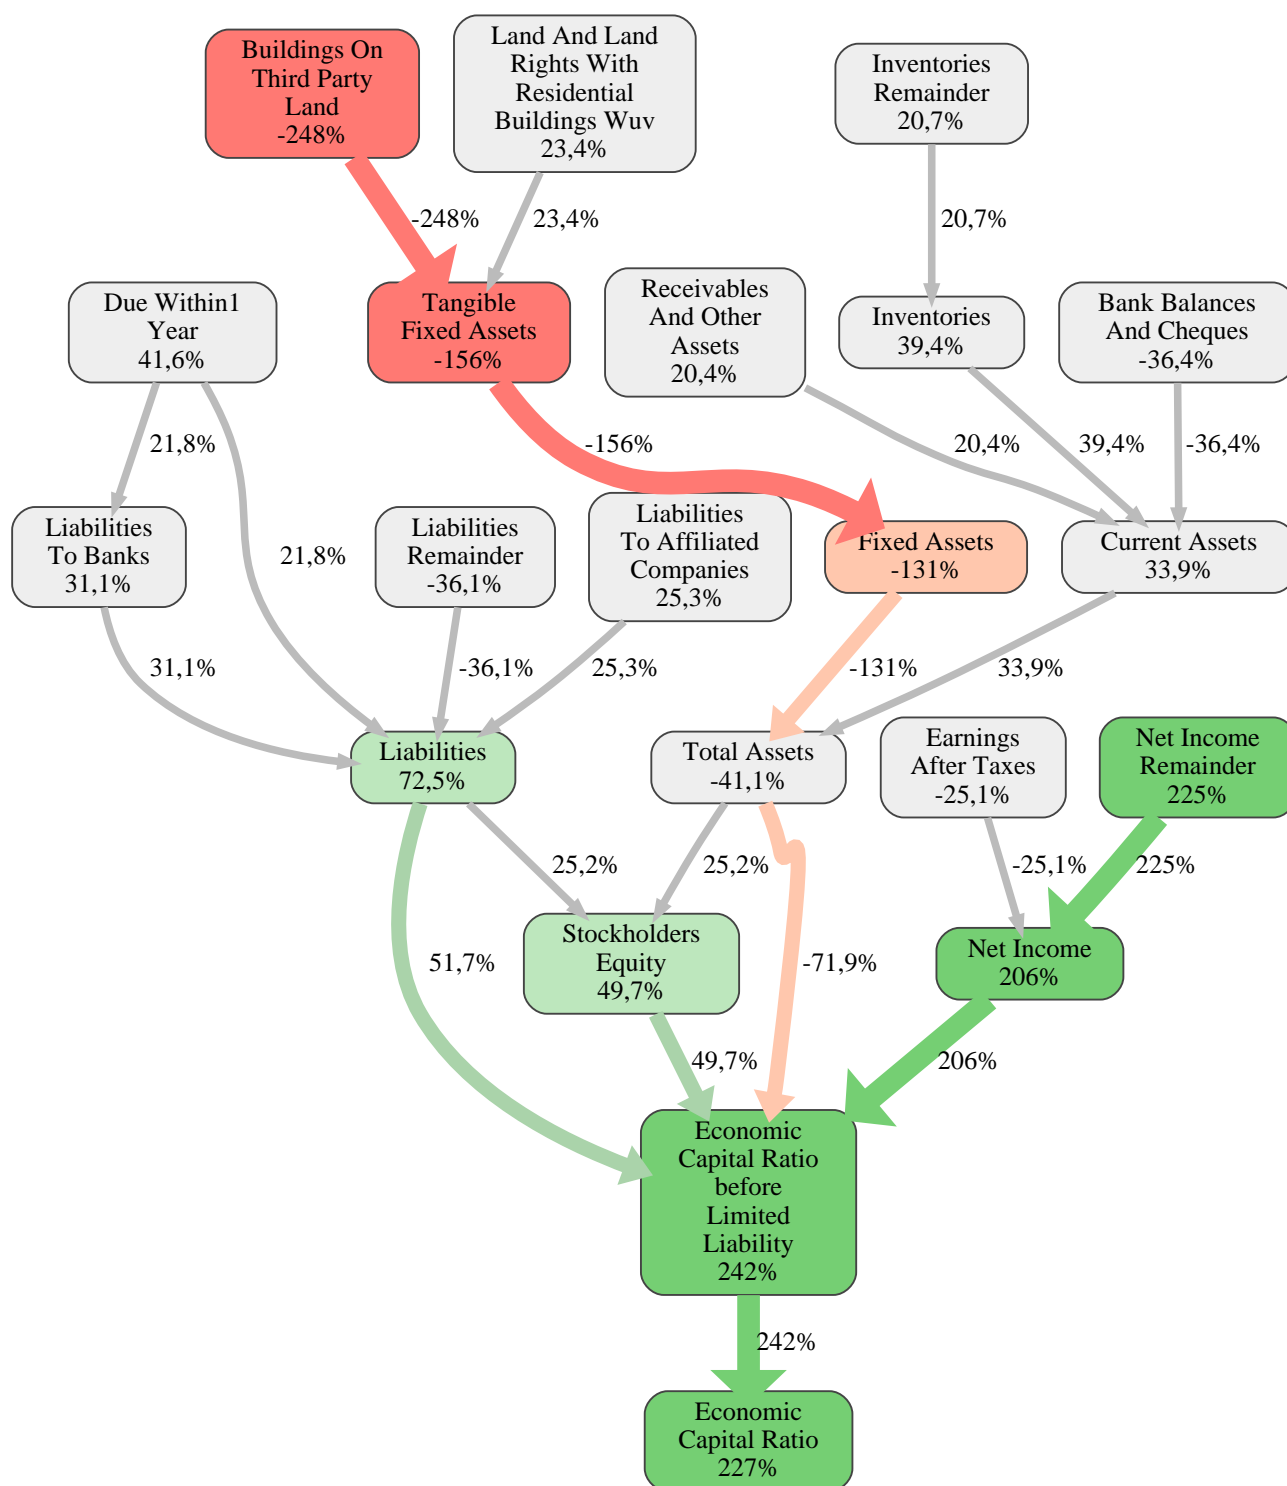 Buildings On
Third Party
Land
-248%
Land And Land
Rights With
Residential
Buildings Wuv
23,4%
Inventories
Remainder
20,7%
-248%
23,4%
20,7%
Due Within1
Year
41,6%
Tangible
Fixed Assets
-156%
Receivables
And Other
Assets
20,4%
Inventories
39,4%
Bank Balances
And Cheques
-36,4%
21,8%
-156%
20,4%
39,4%
-36,4%
Liabilities
To Banks
31,1%
21,8%
Liabilities
Remainder
-36,1%
Liabilities
To Affiliated
Companies
25,3%
Fixed Assets
-131%
Current Assets
33,9%
31,1%
-36,1%
25,3%
-131%
33,9%
Liabilities
72,5%
Total Assets
-41,1%
Earnings
After Taxes
-25,1%
Net Income
Remainder
225%
25,2%
25,2%
-25,1%
225%
51,7%
Stockholders
Equity
49,7%
-71,9%
Net Income
206%
49,7%
206%
Economic
Capital Ratio
before
Limited
Liability
242%
242%
Economic
Capital Ratio
227%